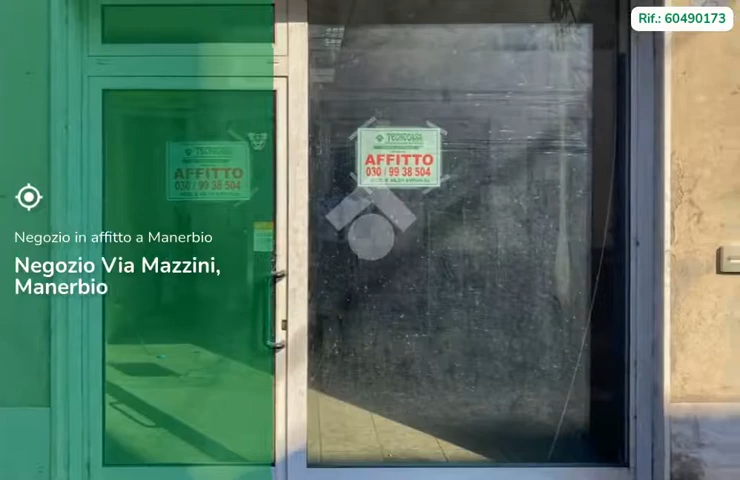 Rif.: 60490173
TECNOCASA
AFFITTO
030 / 99 38 504
TECNOCASA
AFFITTO
030 / 99 38 504
Negozio in affitto a Manerbio
Negozio Via Mazzini,
Manerbio